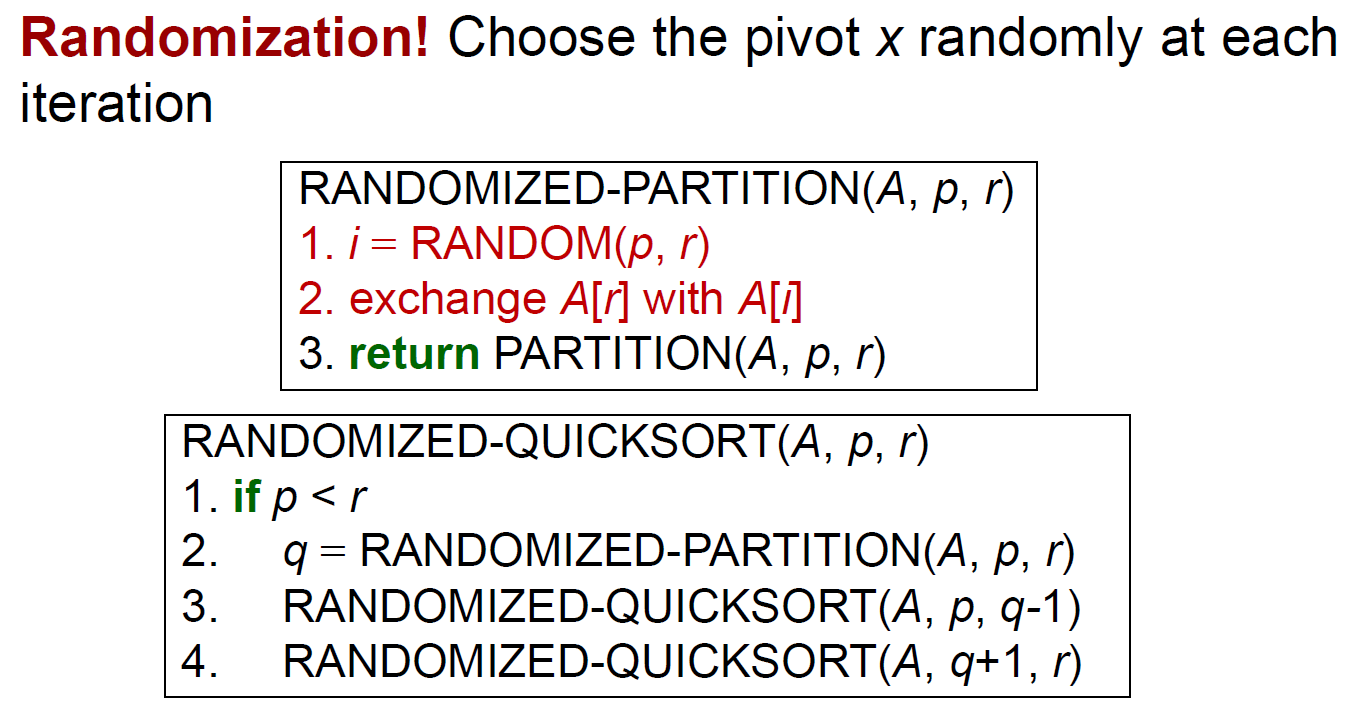 Randomization! Choose the pivot x randomly at each
iteration
RANDOMIZED-PARTITION(A, p, r)
1. i = RANDOM(p, r)
2. exchange A[r] with A[i]
3. return PARTITION(A, p, r)
RANDOMIZED-QUICKSORT(A, p, r)
1. if p < r
2. q = RANDOMIZED-PARTITION(A, p, r)
3. RANDOMIZED-QUICKSORT(A, p, q-1)
4. RANDOMIZED-QUICKSORT(A, q+1, r)